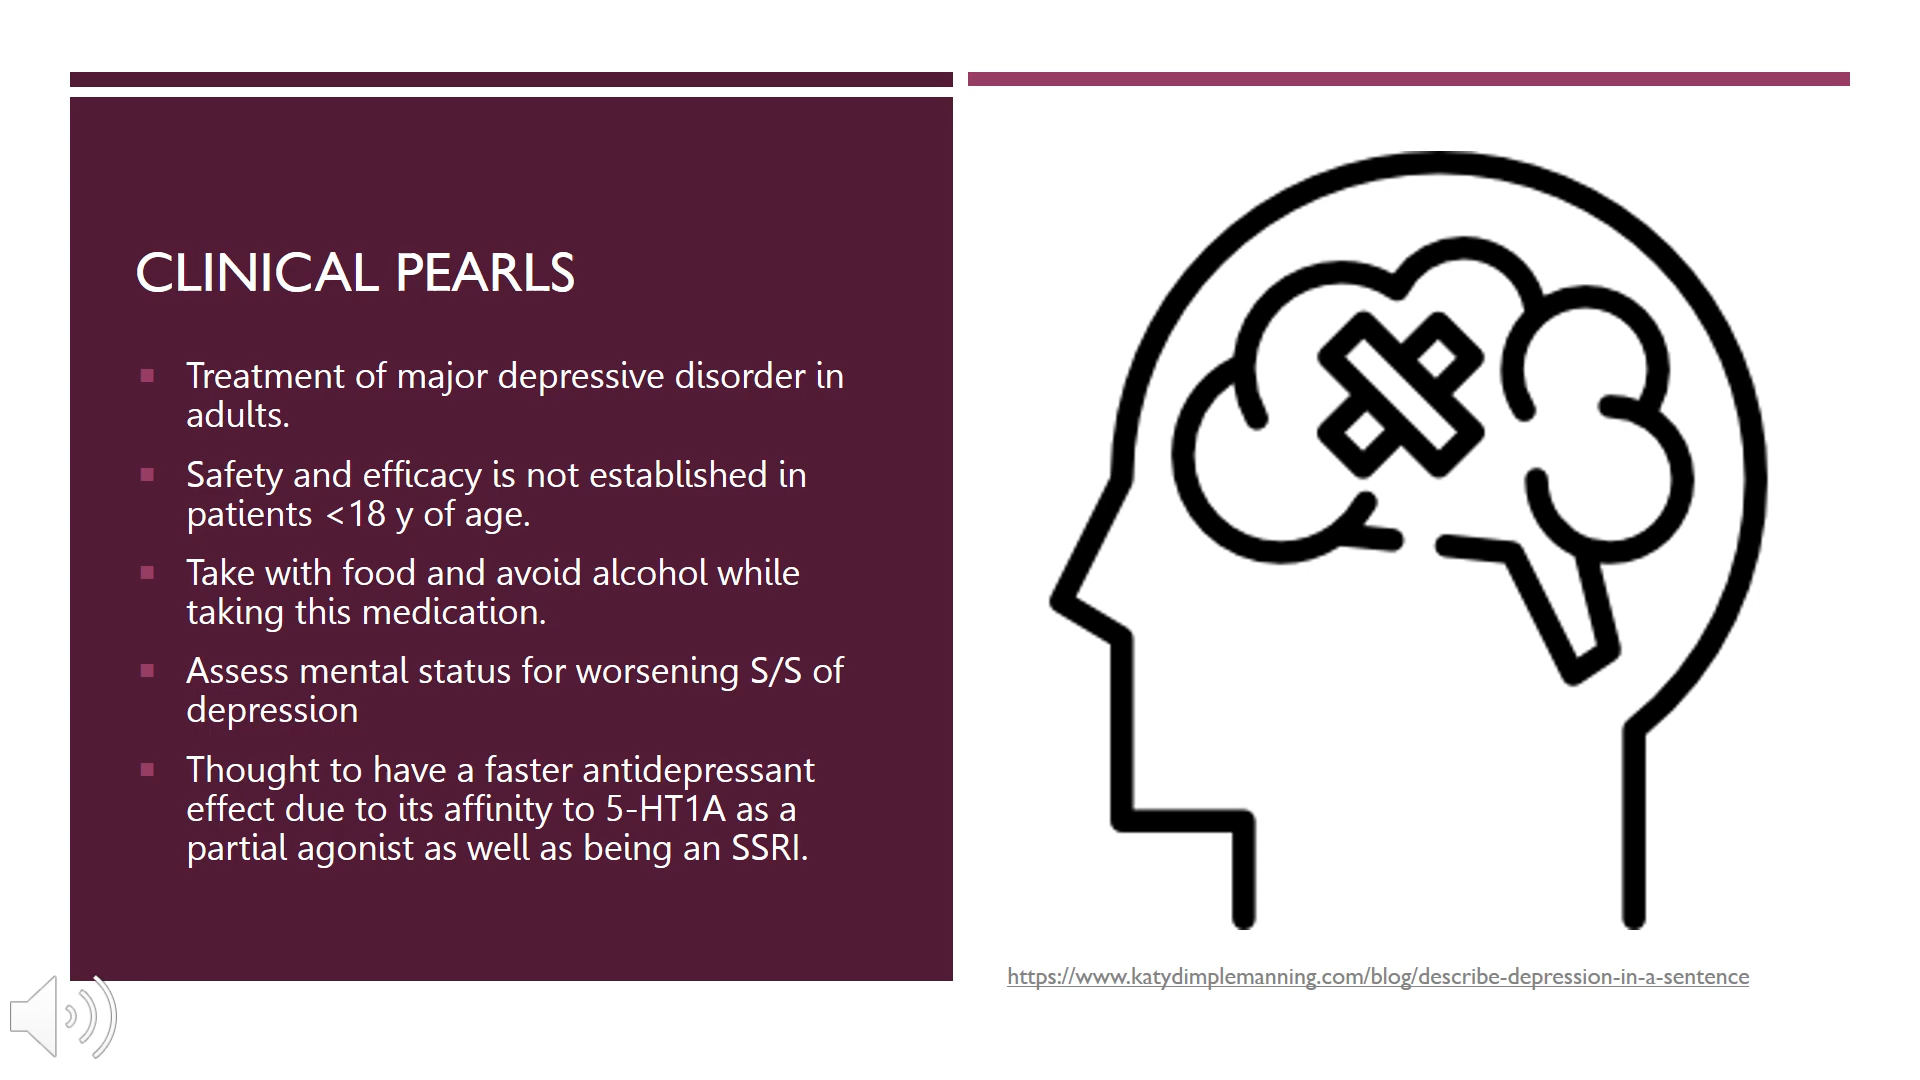 CLINICAL PEARLS
Treatment of major depressive disorder in
adults.
Safety and efficacy is not established in
patients <18 y of age.
Take with food and avoid alcohol while
taking this medication.
Assess mental status for worsening S/S of
depression
Thought to have a faster antidepressant
effect due to its affinity to 5-HT1A as a
partial agonist as well as being an SSRI.
https://www.katydimplemanning.com/blog/describe-depression-in-a-sentence